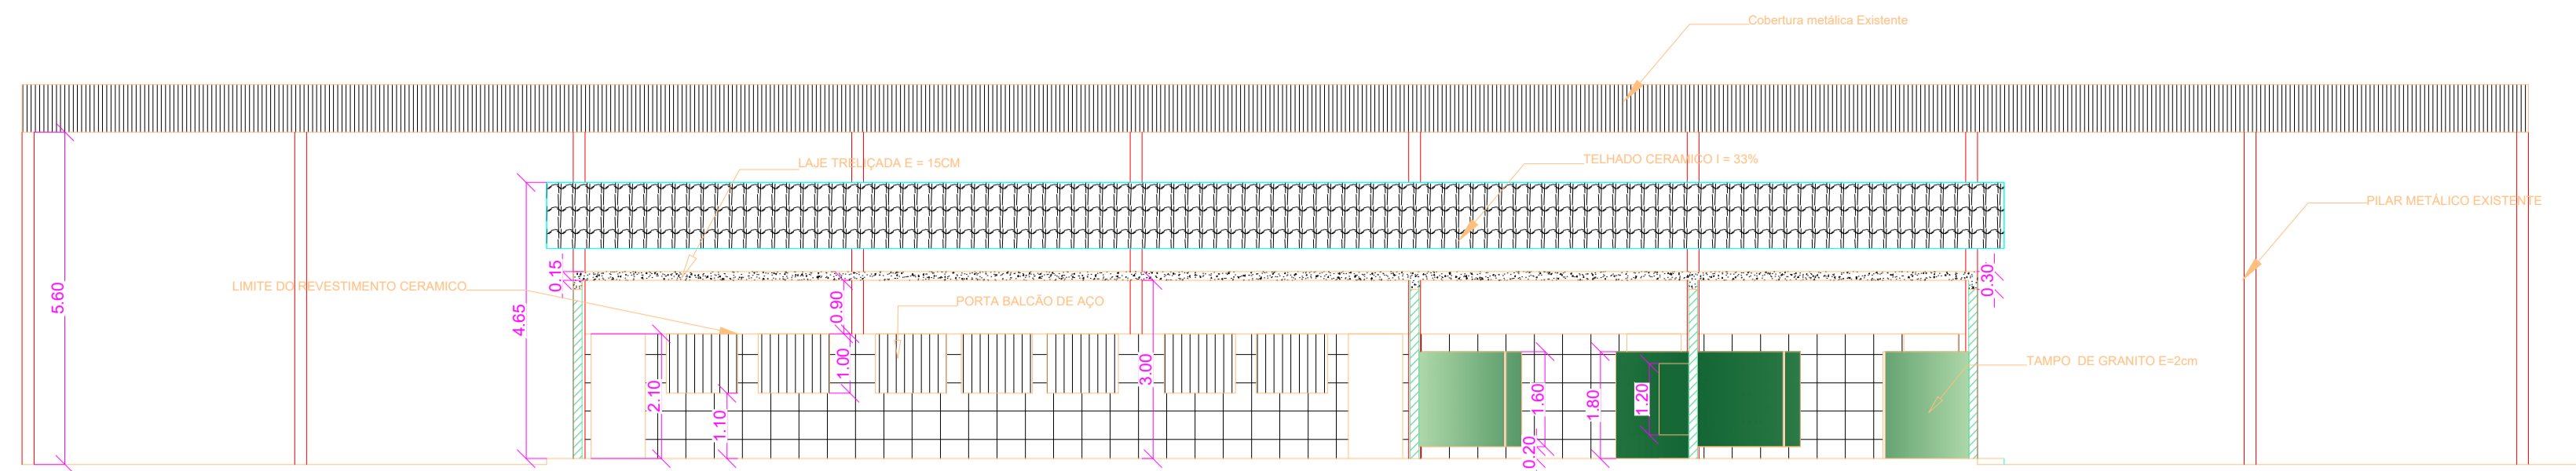 Cobertura metálica Existente
LAJE TRELIÇADA E = 15CM
TELHADO CERAMICO I = 33%
PILAR METÁLICO EXISTENTE
LIMITE DO REVESTIMENTO CERAMICO
PORTA BALCÃO DE AÇO
TAMPO DE GRANITO E=2cm
5.60
4.65
0.15
2.10
1.10
0.90
1.00
3.00
0.20
1.60
1.80
1.20
0.30